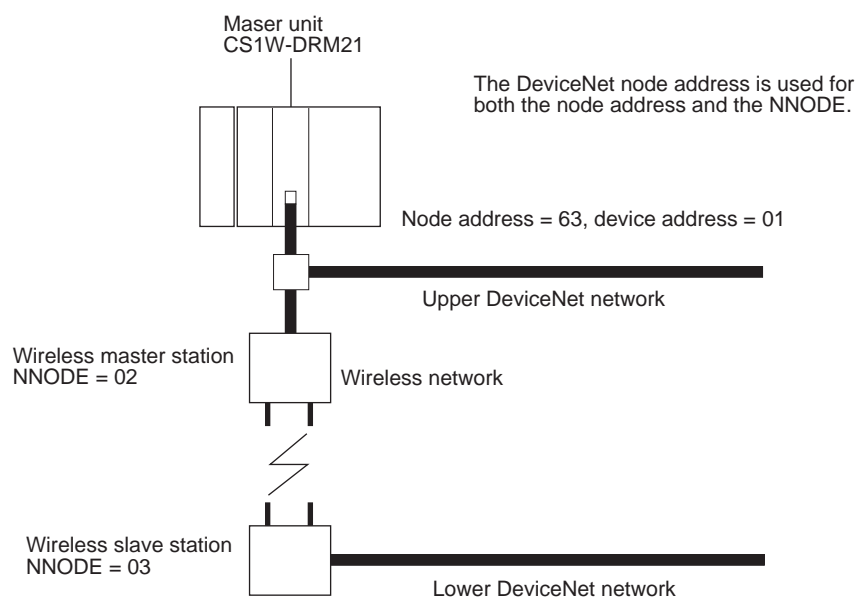 Maser unit
CS1W-DRM21
The DeviceNet node address is used for
both the node address and the NNODE.
Node address = 63, device address = 01
Upper DeviceNet network
Wireless master station
NNODE = 02
Wireless network
Wireless slave station
NNODE = 03
Lower DeviceNet network